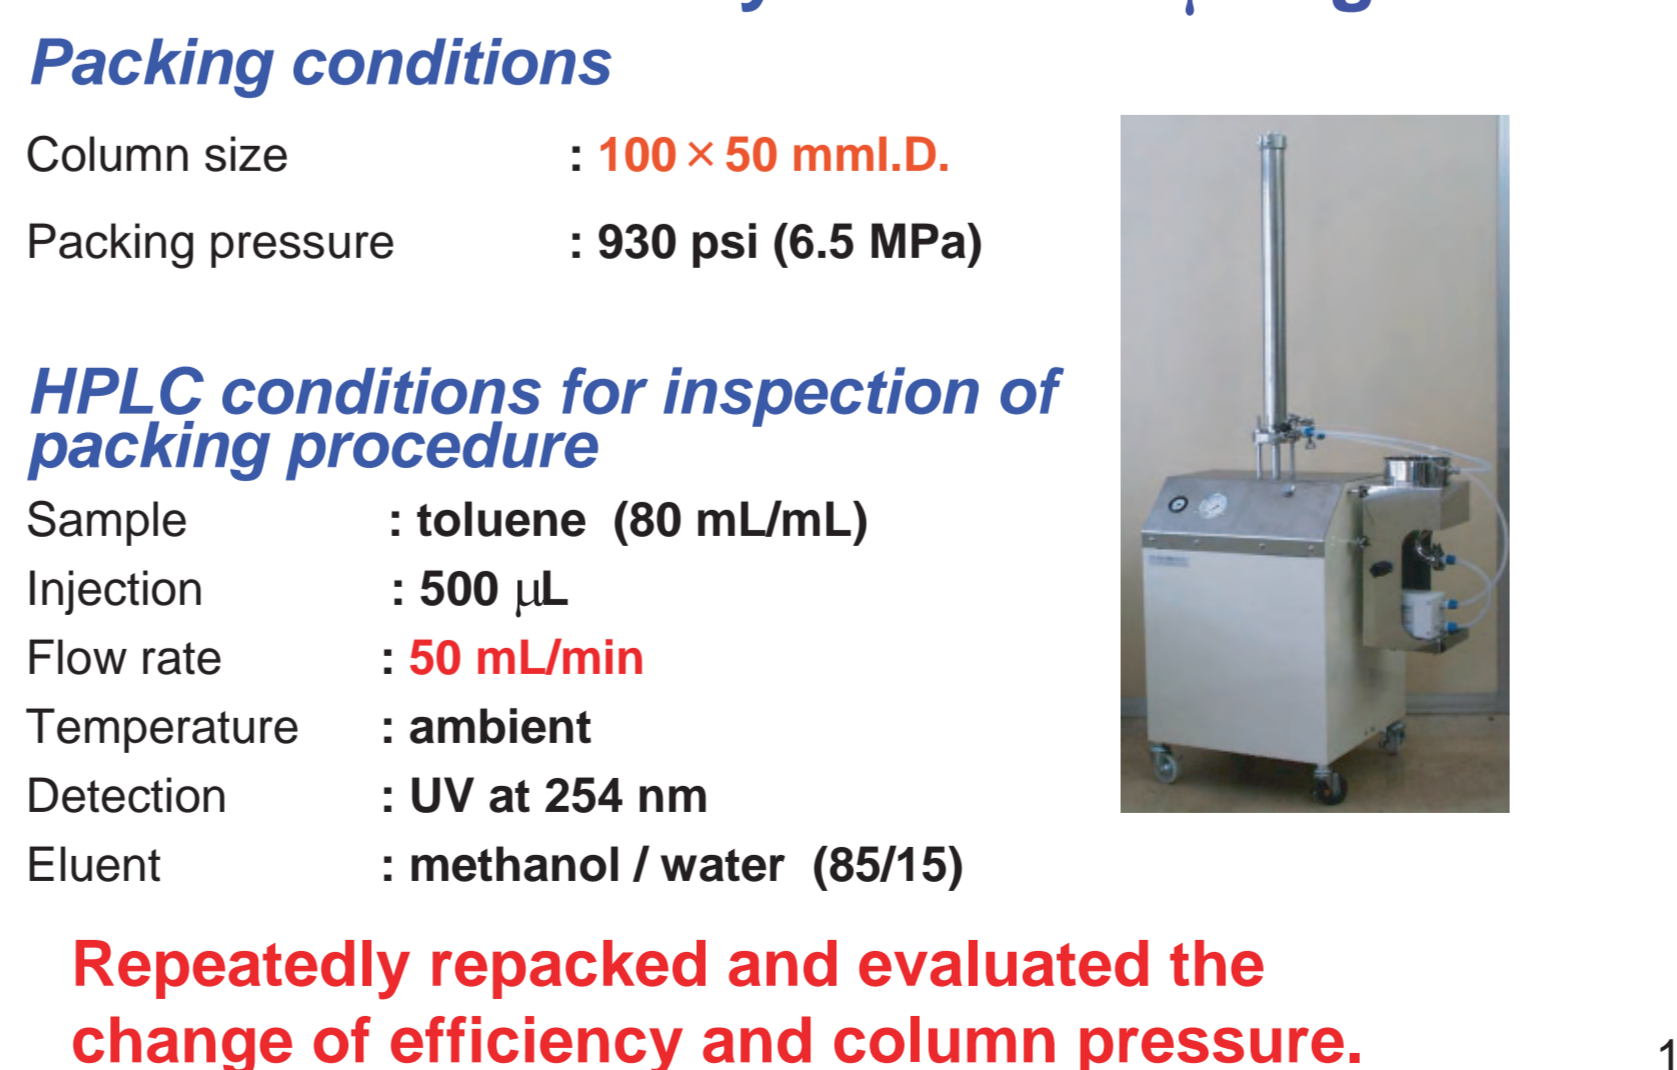 Packing conditions
Column size : 100 × 50 mmI.D.
Packing pressure : 930 psi (6.5 MPa)
HPLC conditions for inspection of
packing procedure
Sample : toluene (80 mL/mL)
Injection : 500 μL
Flow rate : 50 mL/min
Temperature : ambient
Detection : UV at 254 nm
Eluent : methanol / water (85/15)
Repeatedly repacked and evaluated the
change of efficiency and column pressure.